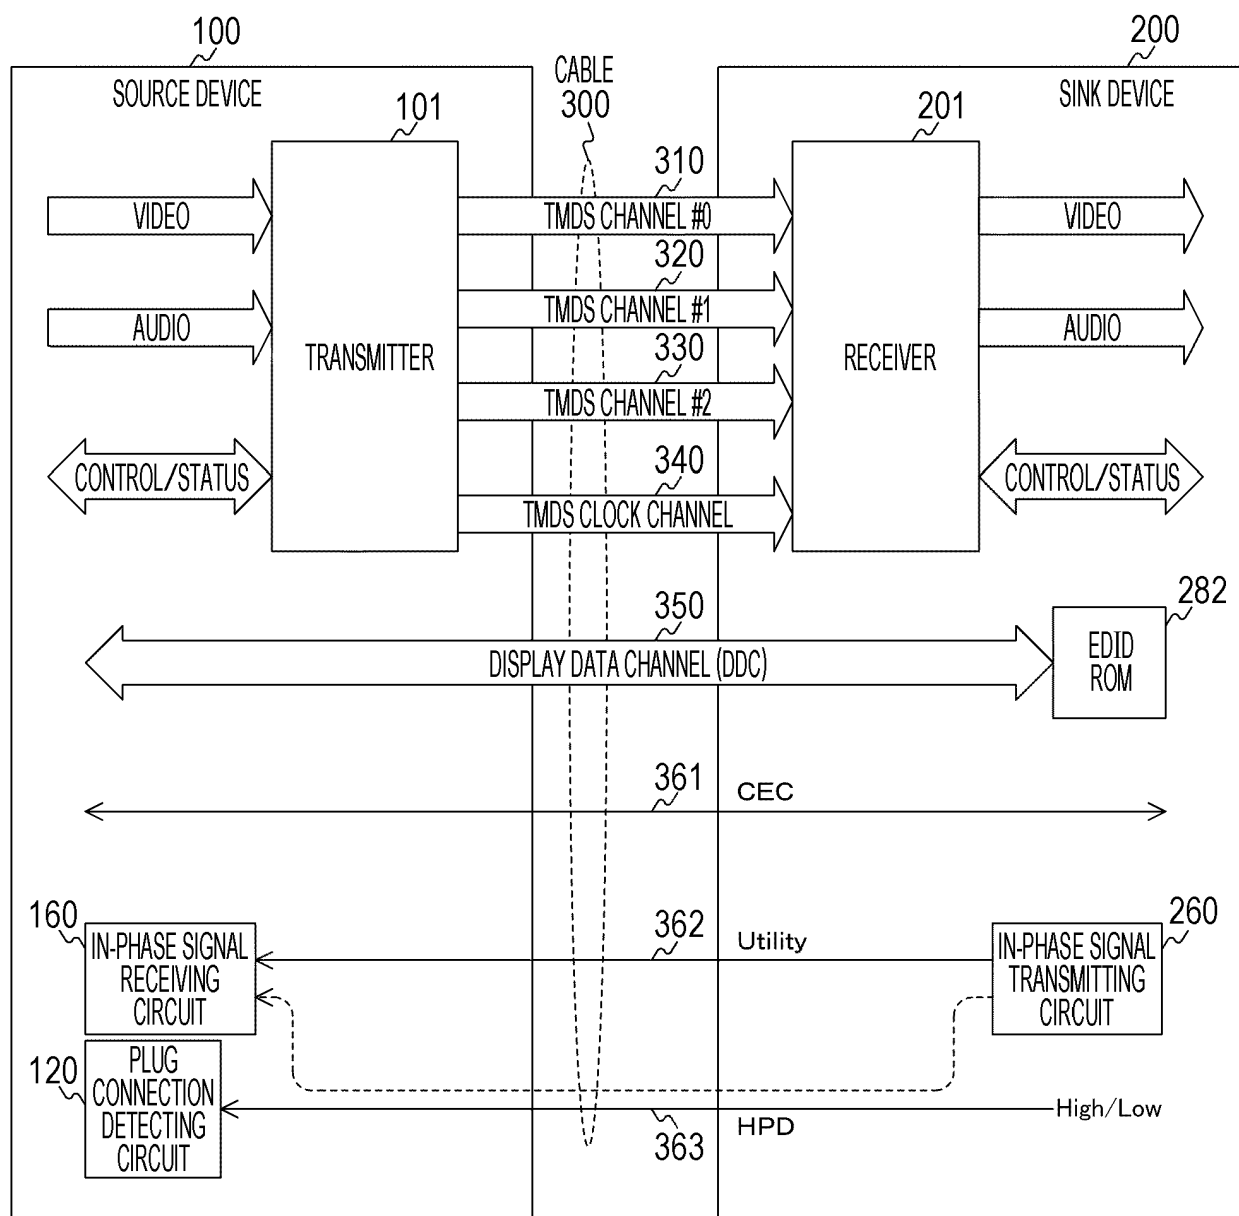 100
200
SOURCE DEVICE
CABLE
300
SINK DEVICE
101
201
310
VIDEO
TMDS CHANNEL #0
VIDEO
320
AUDIO
TMDS CHANNEL #1
AUDIO
TRANSMITTER
330
RECEIVER
TMDS CHANNEL #2
340
CONTROL/STATUS
CONTROL/STATUS
TMDS CLOCK CHANNEL
350
282
DISPLAY DATA CHANNEL (DDC)
EDID
ROM
361
CEC
160
362
Utility
260
IN-PHASE SIGNAL
RECEIVING
CIRCUIT
IN-PHASE SIGNAL
TRANSMITTING
CIRCUIT
120
PLUG
CONNECTION
DETECTING
CIRCUIT
363
HPD
High/Low